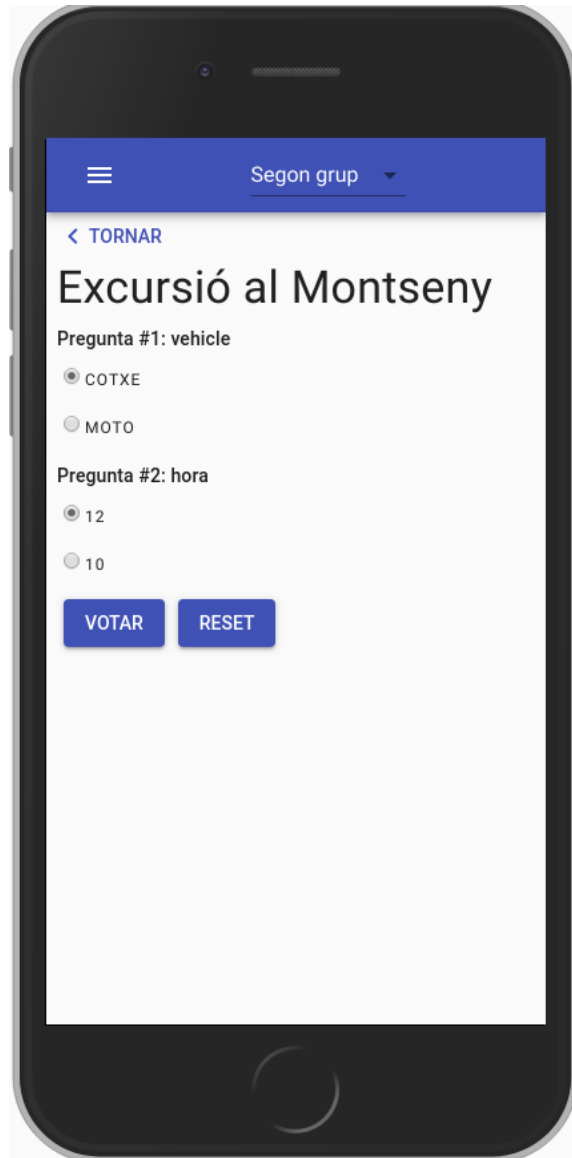 Segon grup
TORNAR
Excursió al Montseny
Pregunta #1: vehicle
COTXE
MOTO
Pregunta #2: hora
12
10
VOTAR RESET